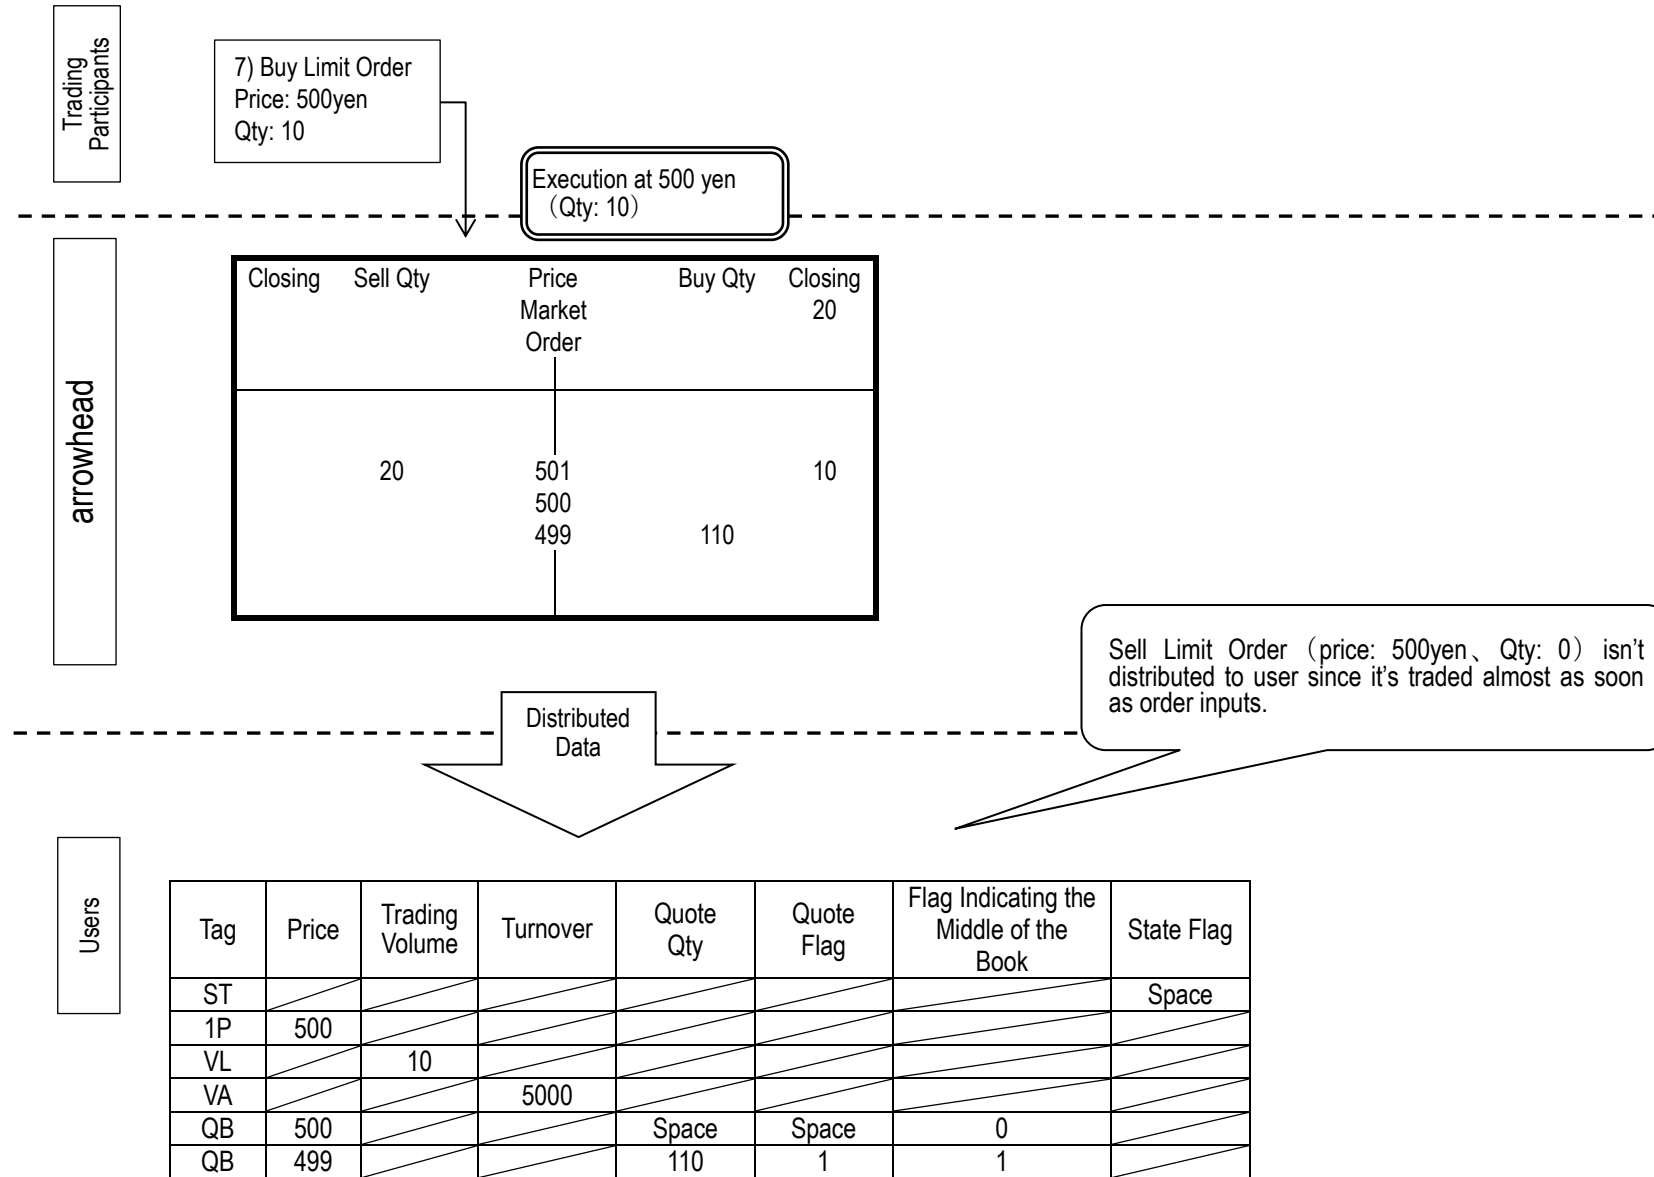 Trading
Participants
7) Buy Limit Order
Price: 500yen
Qty: 10
Execution at 500 yen
（Qty: 10）
arrowhead
Closing Sell Qty Price Buy Qty Closing
Market 20
Order
20 501 10
500
499 110
Sell Limit Order （price: 500yen、Qty: 0） isn't
distributed to user since it's traded almost as soon
as order inputs.
Distributed
Data
Users
Tag Price Trading Volume Turnover Quote Qty Quote Flag Flag Indicating the Middle of the Book State Flag
ST Space
1P 500
VL 10
VA 5000
QB 500 Space Space 0
QB 499 110 1 1